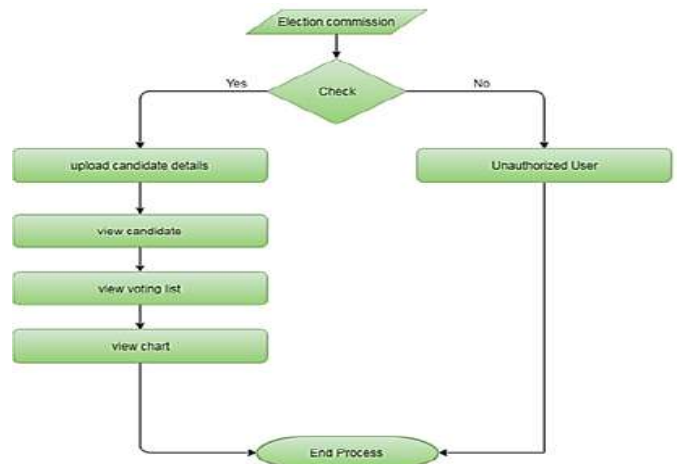 Election commission
Check
Yes
No
upload candidate details
Unauthorized User
view candidate
view voting list
view chart
End Process